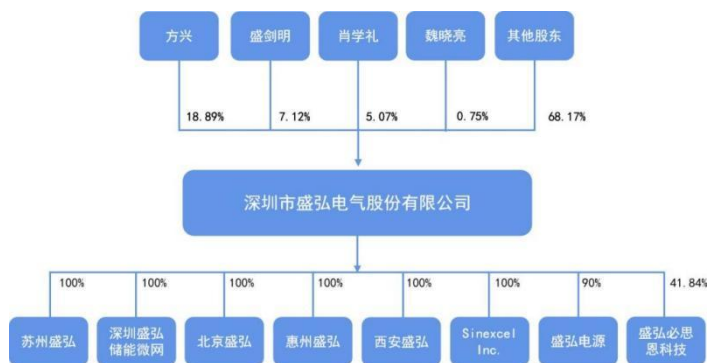 方兴
盛剑明
肖学礼
魏晓亮
其他股东
18.89%
7.12%
5.07%
0.75%
68.17%
深圳市盛弘电气股份有限公司
100%
100%
100%
100%
100%
100%
90%
41.84%
苏州盛弘
深圳盛弘
储能微网
北京盛弘
惠州盛弘
西安盛弘
Sinexcel
Inc.
盛弘电源
盛弘必思
恩科技